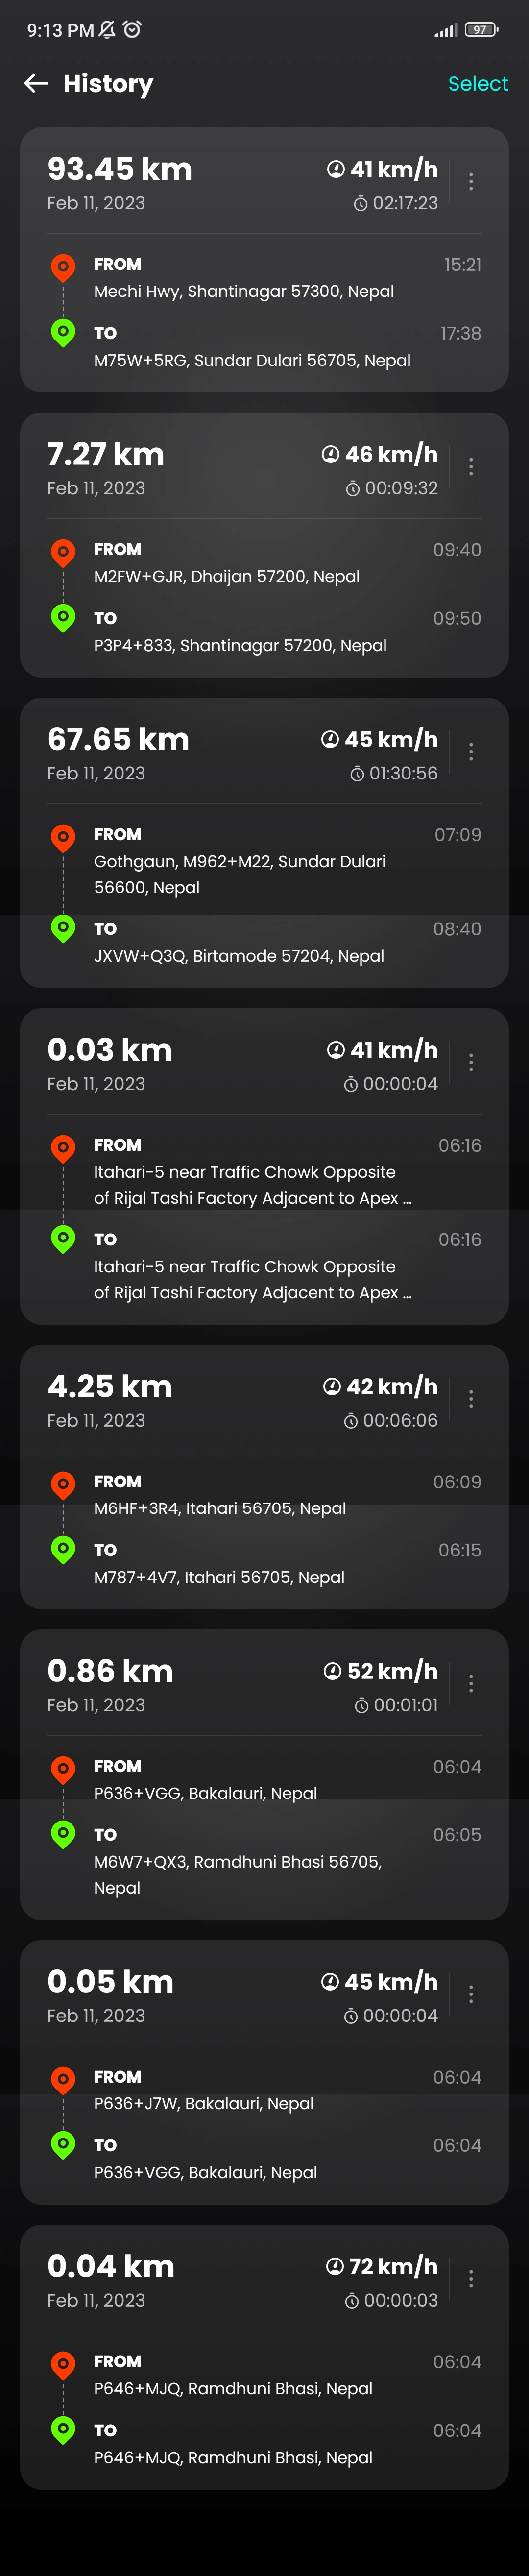 9:13 PM
97
History
Select
93.45 km
41 km/h
Feb 11, 2023
02:17:23
FROM
15:21
Mechi Hwy, Shantinagar 57300, Nepal
TO
17:38
M75W+5RG, Sundar Dulari 56705, Nepal
7.27 km
46 km/h
Feb 11, 2023
00:09:32
FROM
09:40
M2FW+GJR, Dhaijan 57200, Nepal
TO
09:50
P3P4+833, Shantinagar 57200, Nepal
67.65 km
45 km/h
Feb 11, 2023
01:30:56
FROM
07:09
Gothgaun, M962+M22, Sundar Dulari
56600, Nepal
TO
08:40
JXVW+Q3Q, Birtamode 57204, Nepal
0.03 km
41 km/h
Feb 11, 2023
00:00:04
FROM
06:16
Itahari-5 near Traffic Chowk Opposite
of Rijal Tashi Factory Adjacent to Apex ...
TO
06:16
Itahari-5 near Traffic Chowk Opposite
of Rijal Tashi Factory Adjacent to Apex ...
4.25 km
42 km/h
Feb 11, 2023
00:06:06
FROM
06:09
M6HF+3R4, Itahari 56705, Nepal
TO
06:15
M787+4V7, Itahari 56705, Nepal
0.86 km
52 km/h
Feb 11, 2023
00:01:01
FROM
06:04
P636+VGG, Bakalauri, Nepal
TO
06:05
M6W7+QX3, Ramdhuni Bhasi 56705,
Nepal
0.05 km
45 km/h
Feb 11, 2023
00:00:04
FROM
06:04
P636+J7W, Bakalauri, Nepal
TO
06:04
P636+VGG, Bakalauri, Nepal
0.04 km
72 km/h
Feb 11, 2023
00:00:03
FROM
06:04
P646+MJQ, Ramdhuni Bhasi, Nepal
TO
06:04
P646+MJQ, Ramdhuni Bhasi, Nepal